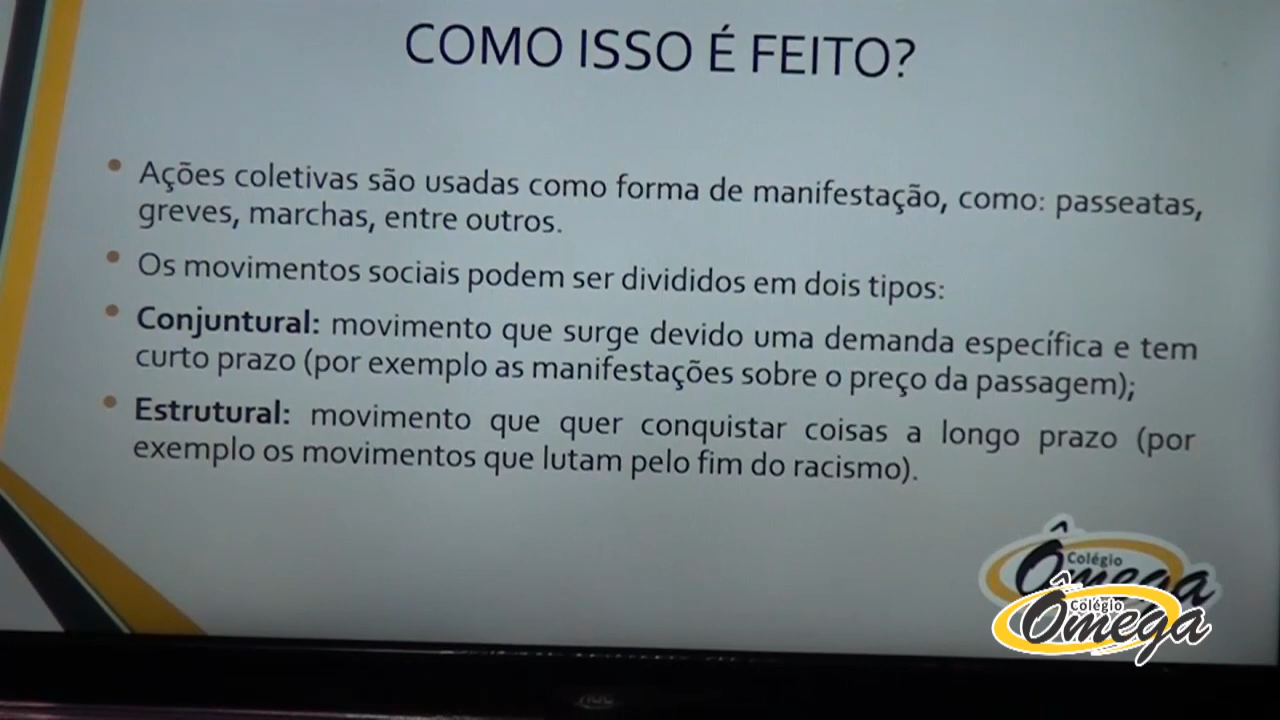 COMO ISSO É FEITO?
• Ações coletivas são usadas como forma de manifestação, como: passeatas,
greves, marchas, entre outros.
• Os movimentos sociais podem ser divididos em dois tipos:
• Conjuntural: movimento que surge devido uma demanda específica e tem
curto prazo (por exemplo as manifestações sobre o preço da passagem);
• Estrutural: movimento que quer conquistar coisas a longo prazo (por
exemplo os movimentos que lutam pelo fim do racismo).
Colégio
Ômega
Colégio
Ômega